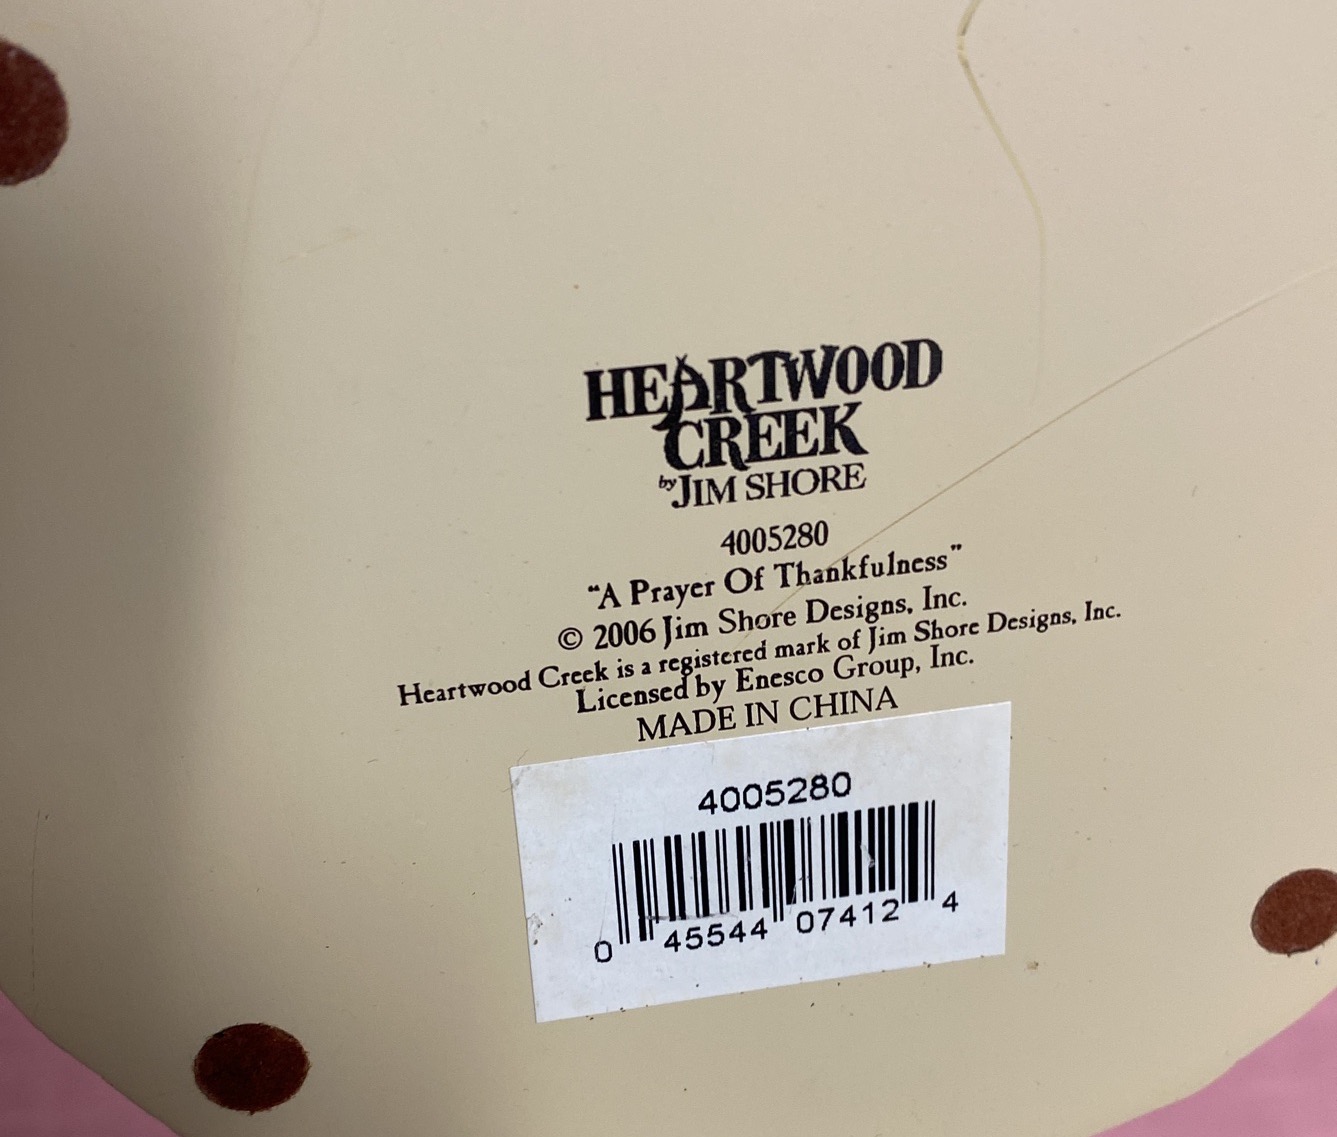 HEARTWOOD
CREEK
by JIM SHORE
4005280
“A Prayer Of Thankfulness”
© 2006 Jim Shore Designs, Inc.
Heartwood Creek is a registered mark of Jim Shore Designs, Inc.
Licensed by Enesco Group, Inc.
MADE IN CHINA
4005280
0 45544 07412 4